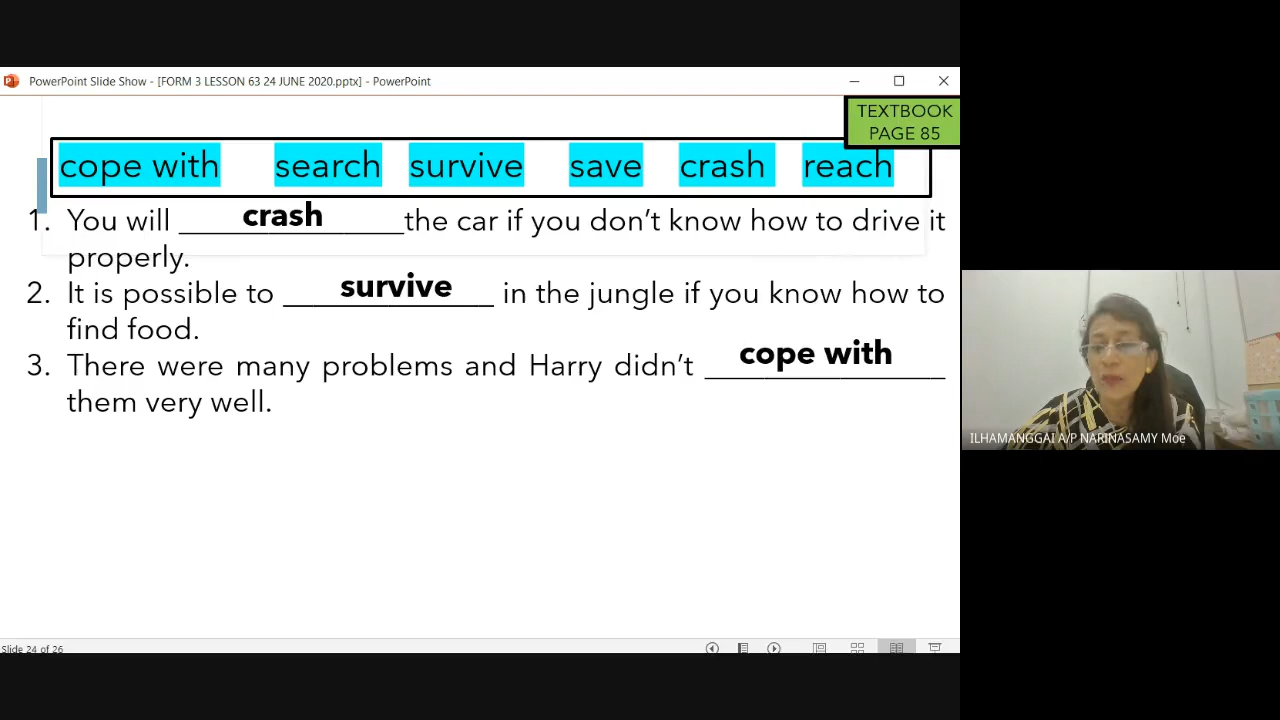 PowerPoint Slide Show - [FORM 3 LESSON 63 24 JUNE 2020.pptx] - PowerPoint
TEXTBOOK
PAGE 85
cope with search survive save crash reach
1. You will crash the car if you don't know how to drive it
properly.
2. It is possible to survive in the jungle if you know how to
find food.
3. There were many problems and Harry didn't cope with
them very well.
ILHAMANGGAI A/P NARINASAMY Moe
Slide 24 of 26